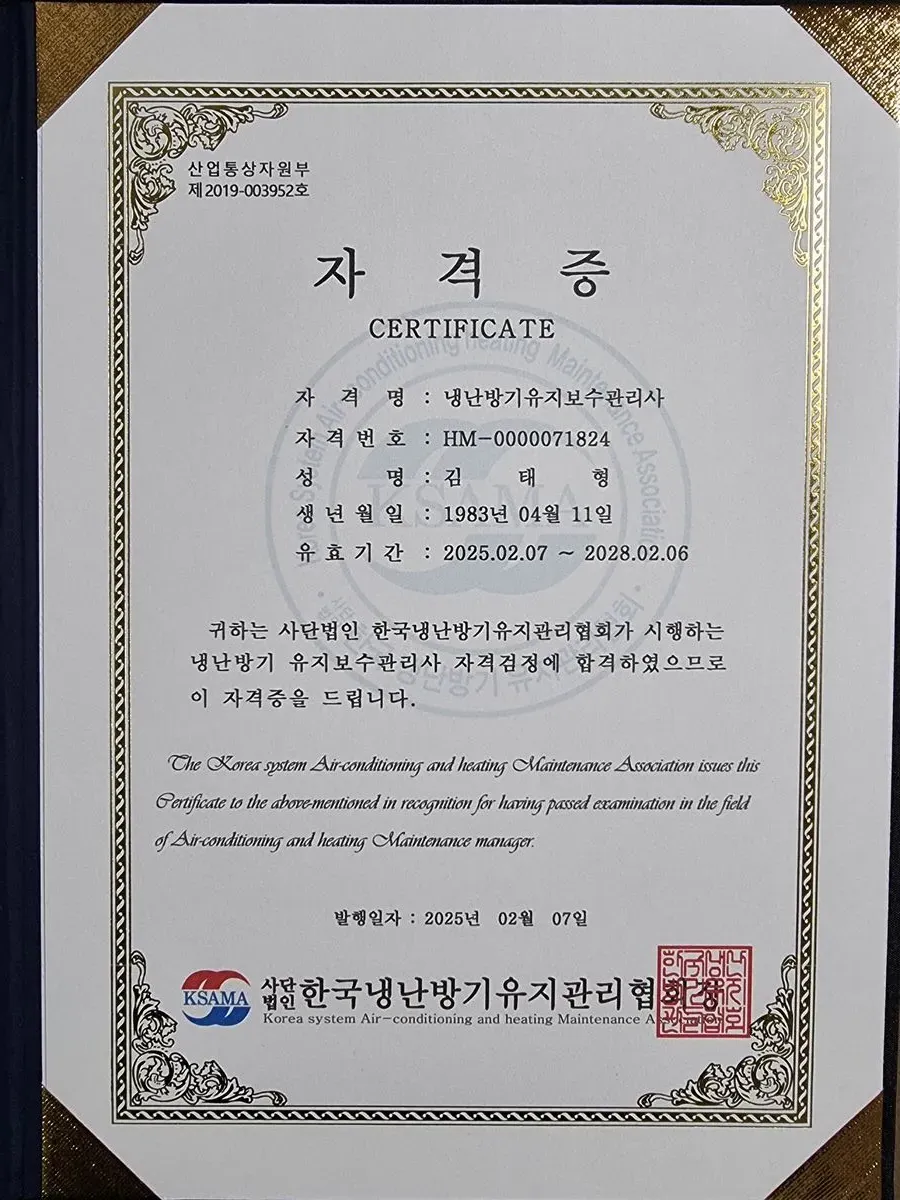 산업통상자원부
제2019-003952호
자 격 증
CERTIFICATE
자 격 명 : 냉난방기유지보수관리사
자격번호 : HM-0000071824
성 명 : 김 태 형
생년월일 : 1983년 04월 11일
유효기간 : 2025.02.07 ~ 2028.02.06
귀하는 사단법인 한국냉난방기유지관리협회가 시행하는
냉난방기 유지보수관리사 자격검정에 합격하였으므로
이 자격증을 드립니다.
The Korea system Air-conditioning and heating Maintenance Association issues this
Certificate to the above-mentioned in recognition for having passed examination in the field
of Air-conditioning and heating Maintenance manager.
발행일자 : 2025년 02월 07일
KSAMA
사단법인 한국냉난방기유지관리협회장
Korea system Air-conditioning and heating Maintenance Association
KSAMA